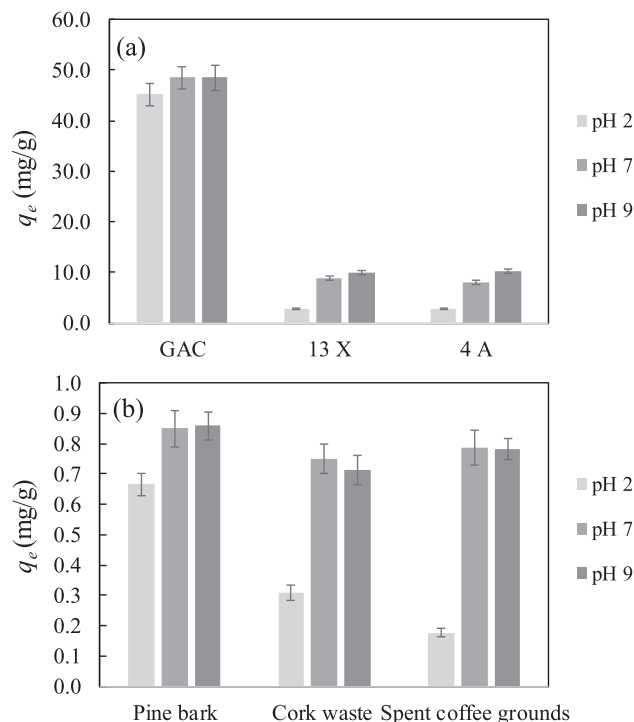 60.0
(a)
50.0
40.0
30.0
20.0
10.0
0.0
qe (mg/g)
pH 2
pH 7
pH 9
GAC 13 X 4 A
1.0
(b)
0.9
0.8
0.7
0.6
0.5
0.4
0.3
0.2
0.1
0.0
qe (mg/g)
pH 2
pH 7
pH 9
Pine bark Cork waste Spent coffee grounds